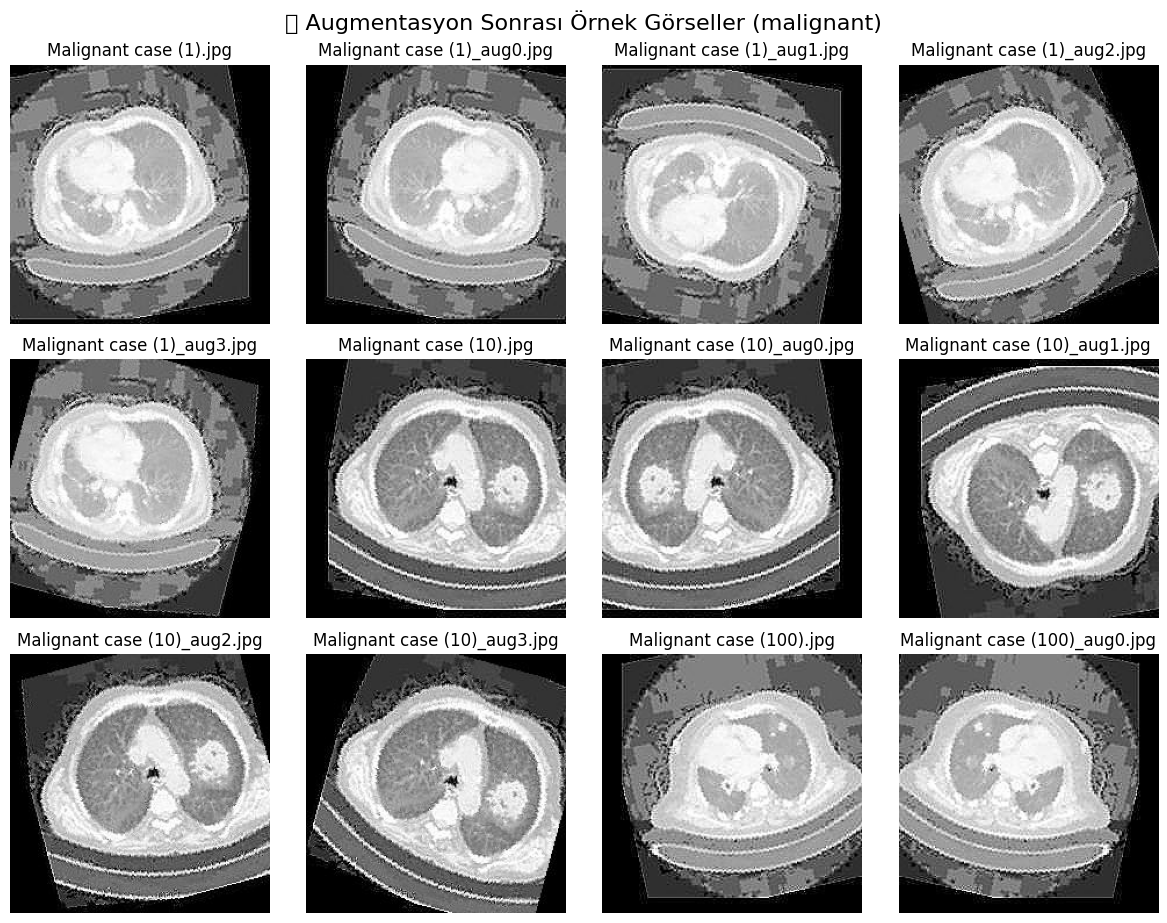 Augmentasyon Sonrası Örnek Görseller (malignant)
Malignant case (1).jpg
Malignant case (1)_aug0.jpg
Malignant case (1)_aug1.jpg
Malignant case (1)_aug2.jpg
Malignant case (1)_aug3.jpg
Malignant case (10).jpg
Malignant case (10)_aug0.jpg
Malignant case (10)_aug1.jpg
Malignant case (10)_aug2.jpg
Malignant case (10)_aug3.jpg
Malignant case (100).jpg
Malignant case (100)_aug0.jpg